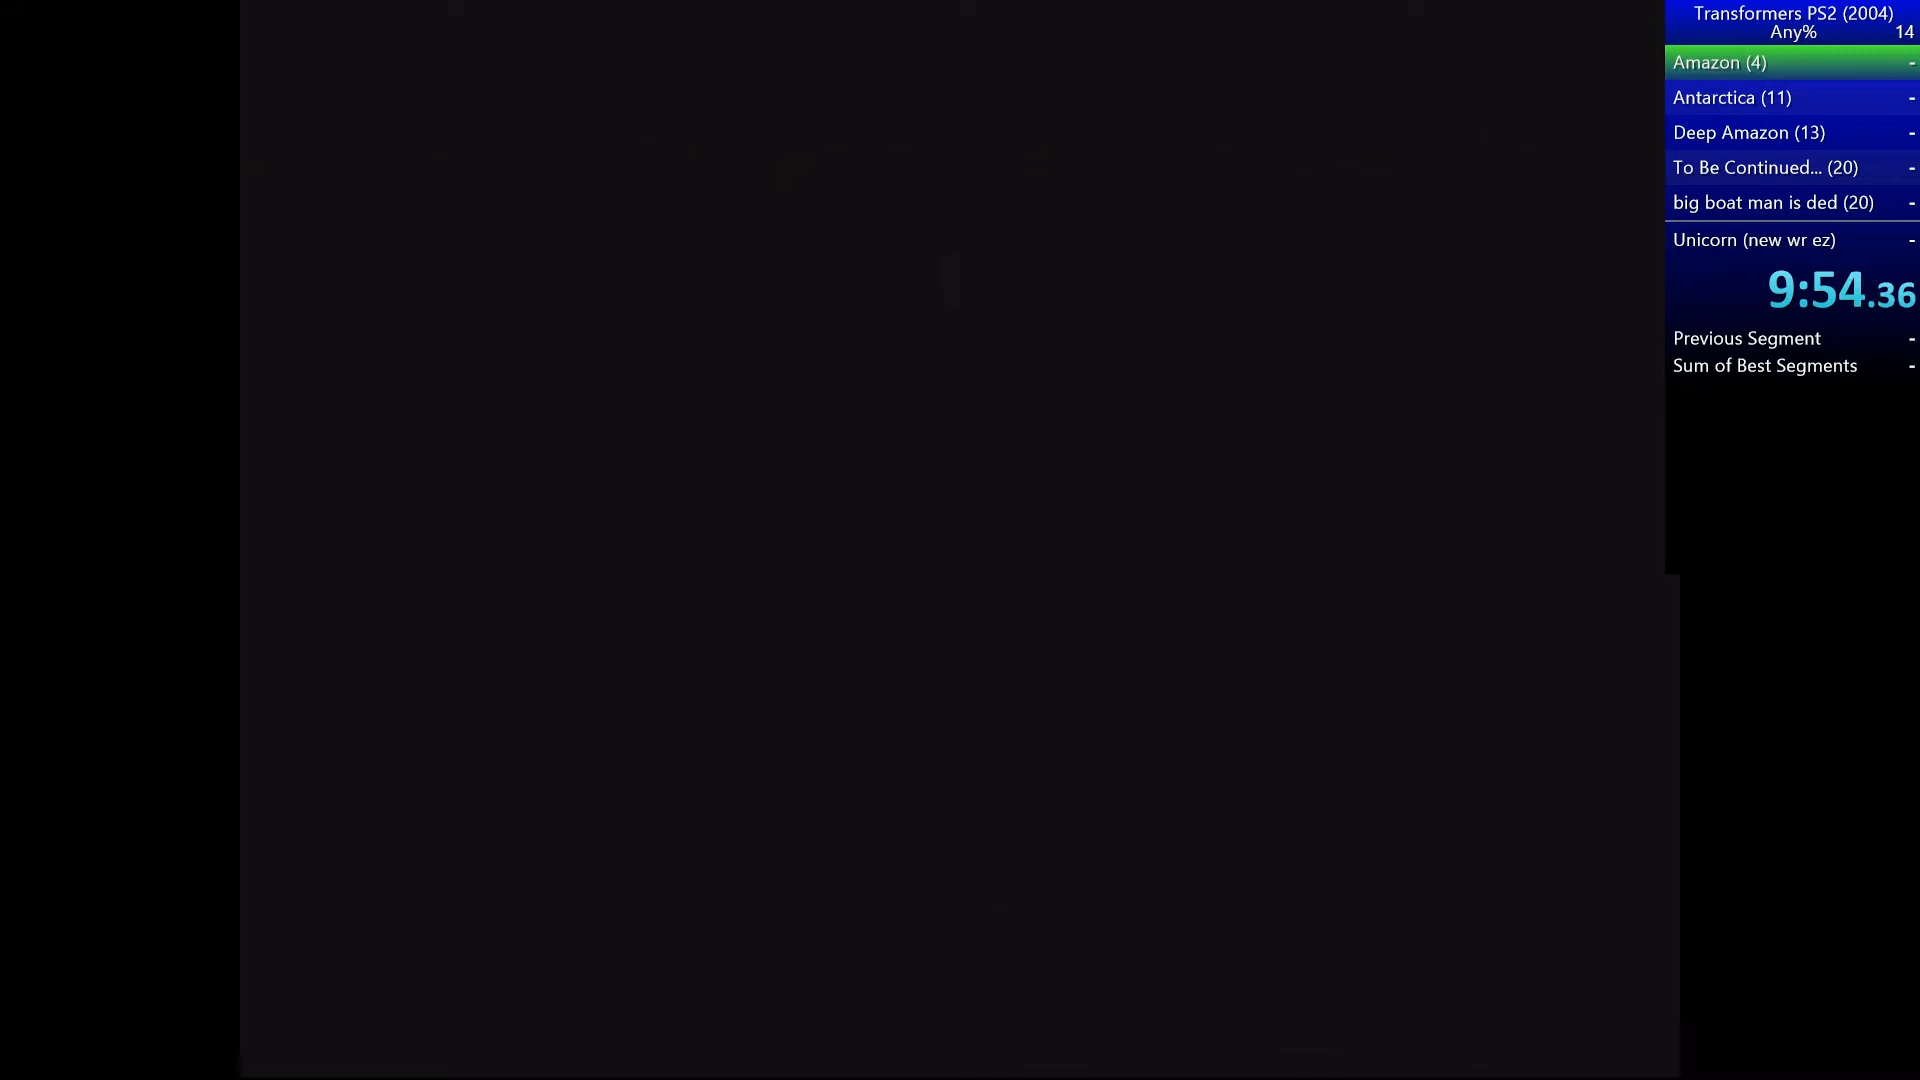 Transformers PS2 (2004)
Any% 14
Amazon (4) -
Antarctica (11) -
Deep Amazon (13) -
To Be Continued... (20) -
big boat man is ded (20) -
Unicorn (new wr ez) -
9:54.36
Previous Segment -
Sum of Best Segments -